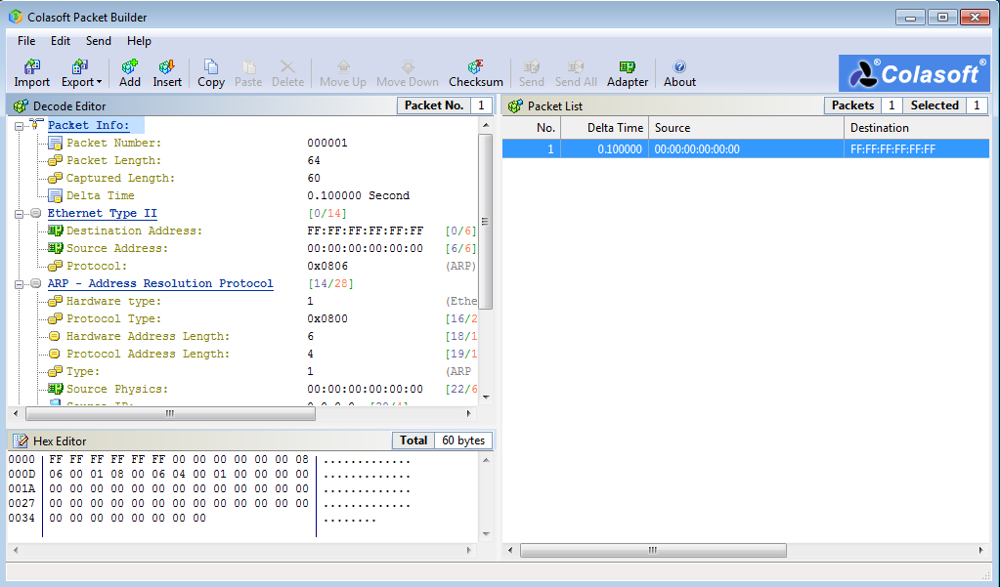 Colasoft Packet Builder
File Edit Send Help
Import Export Add Insert Copy Paste Delete Move Up Move Down Checksum Send Send All Adapter About
Colasoft®
Decode Editor Packet No. 1
Packet Info:
Packet Number: 000001
Packet Length: 64
Captured Length: 60
Delta Time 0.100000 Second
Ethernet Type II [0/14]
Destination Address: FF:FF:FF:FF:FF:FF [0/6]
Source Address: 00:00:00:00:00:00 [6/6]
Protocol: 0x0806 (ARP)
ARP - Address Resolution Protocol [14/28]
Hardware type: 1 (Ethe
Protocol Type: 0x0800 [16/2
Hardware Address Length: 6 [18/1
Protocol Address Length: 4 [19/1
Type: 1 (ARP
Source Physics: 00:00:00:00:00:00 [22/6
Hex Editor Total 60 bytes
0000 FF FF FF FF FF FF 00 00 00 00 00 00 08 .............
000D 06 00 01 08 00 06 04 00 01 00 00 00 00 .............
001A 00 00 00 00 00 00 00 00 00 00 00 00 00 .............
0027 00 00 00 00 00 00 00 00 00 00 00 00 00 .............
0034 00 00 00 00 00 00 00 00 ........
Packet List Packets 1 Selected 1
No. Delta Time Source Destination
1 0.100000 00:00:00:00:00:00 FF:FF:FF:FF:FF:FF